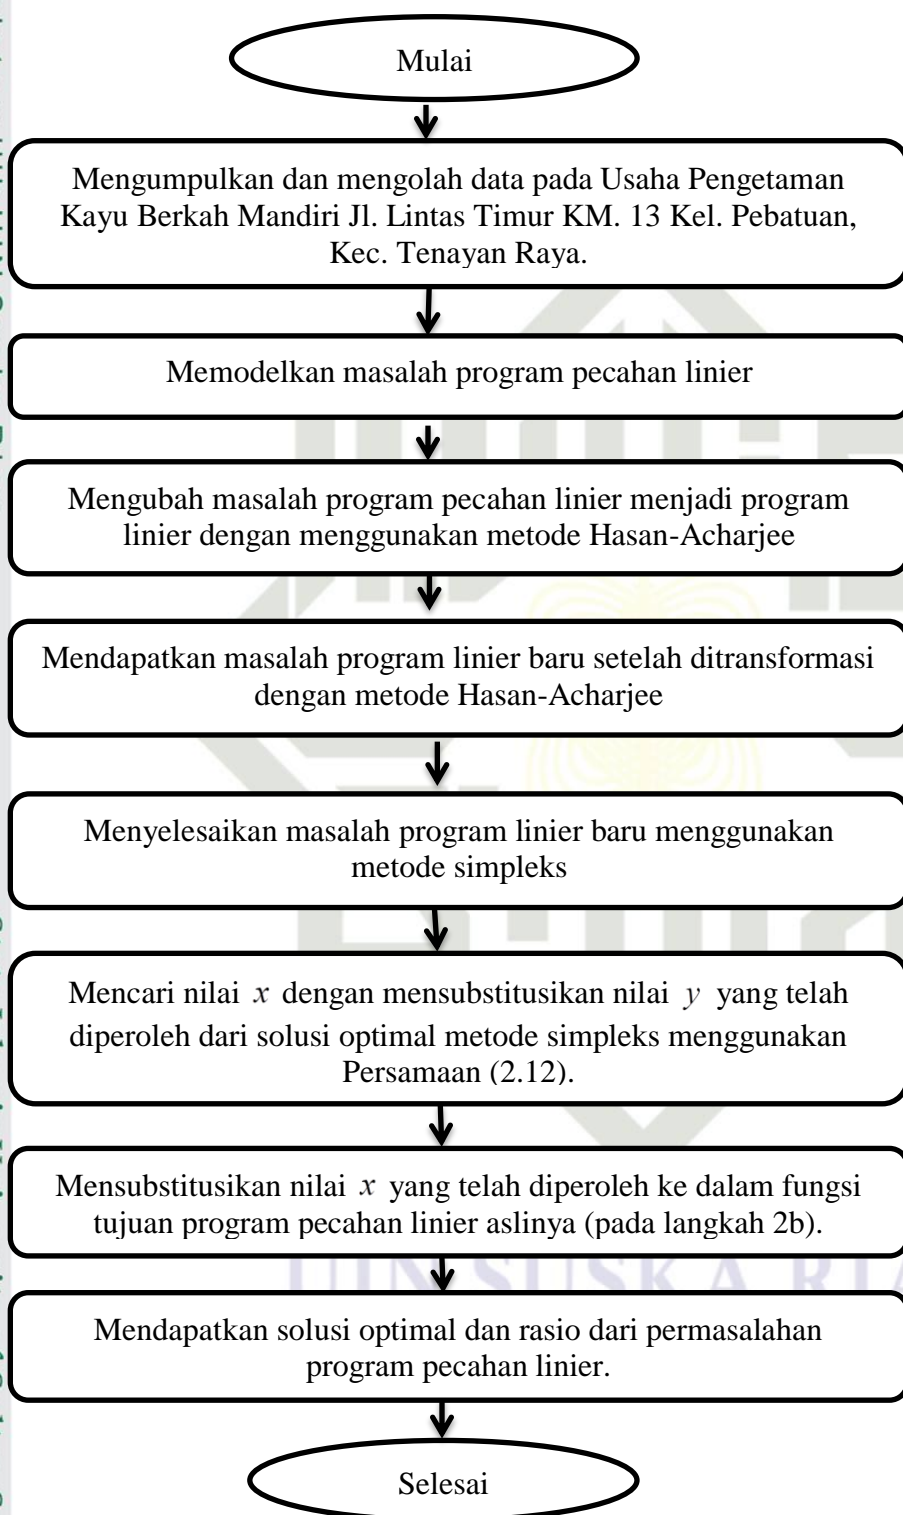 Mulai
Mengumpulkan dan mengolah data pada Usaha Pengetaman
Kayu Berkah Mandiri Jl. Lintas Timur KM. 13 Kel. Pebatuan,
Kec. Tenayan Raya.
Memodelkan masalah program pecahan linier
Mengubah masalah program pecahan linier menjadi program
linier dengan menggunakan metode Hasan-Acharjee
Mendapatkan masalah program linier baru setelah ditransformasi
dengan metode Hasan-Acharjee
Menyelesaikan masalah program linier baru menggunakan
metode simpleks
Mencari nilai x dengan mensubstitusikan nilai y yang telah
diperoleh dari solusi optimal metode simpleks menggunakan
Persamaan (2.12).
Mensubstitusikan nilai x yang telah diperoleh ke dalam fungsi
tujuan program pecahan linier aslinya (pada langkah 2b).
UIN SUSKA RIA
Mendapatkan solusi optimal dan rasio dari permasalahan
program pecahan linier.
Selesai